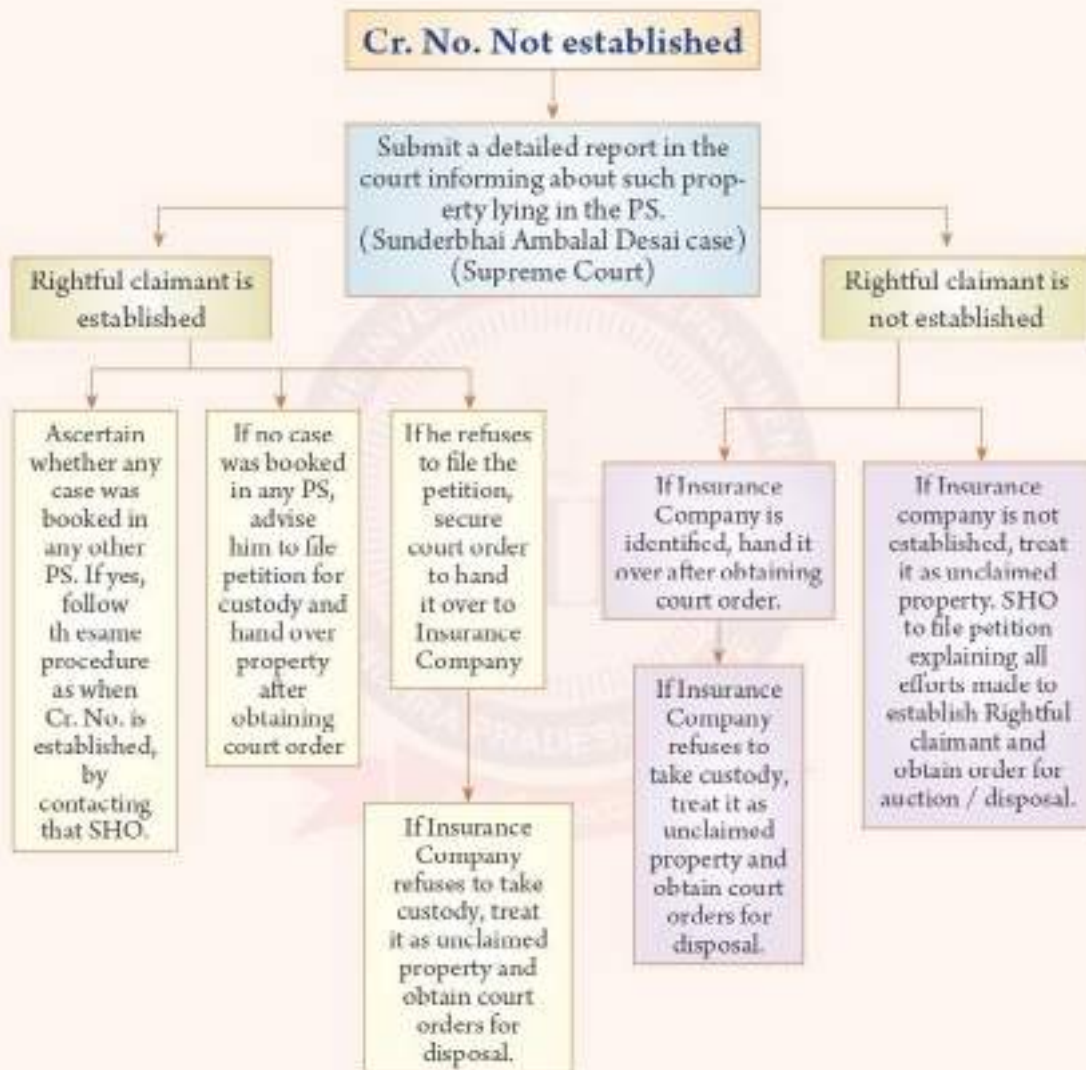 Cr. No. Not established
Submit a detailed report in the
court informing about such prop-
erty lying in the PS.
(Sunderbhai Ambalal Desai case)
(Supreme Court)
Rightful claimant is
established
Rightful claimant is
not established
Ascertain
whether any
case was
booked in
any other
PS. If yes,
follow
th esame
procedure
as when
Cr. No. is
established,
by
contacting
that SHO.
If no case
was booked
in any PS,
advise
him to file
petition for
custody and
hand over
property
after
obtaining
court order
If he refuses
to file the
petition,
secure
court order
to hand
it over to
Insurance
Company
If Insurance
Company
refuses to take
custody, treat
it as unclaimed
property and
obtain court
orders for
disposal.
If Insurance
Company is
identified, hand it
over after obtaining
court order.
If Insurance
Company
refuses to
take custody,
treat it as
unclaimed
property and
obtain court
orders for
disposal.
If Insurance
company is not
established, treat
it as unclaimed
property. SHO
to file petition
explaining all
efforts made to
establish Rightful
claimant and
obtain order for
auction / disposal.